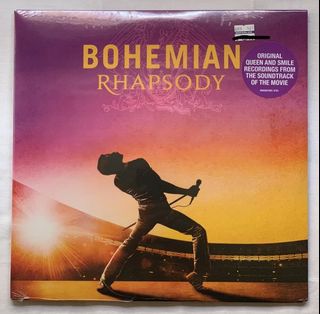 BOHEMIAN
RHAPSODY
ORIGINAL
QUEEN AND SMILE
RECORDINGS FROM
THE SOUNDTRACK
OF THE MOVIE